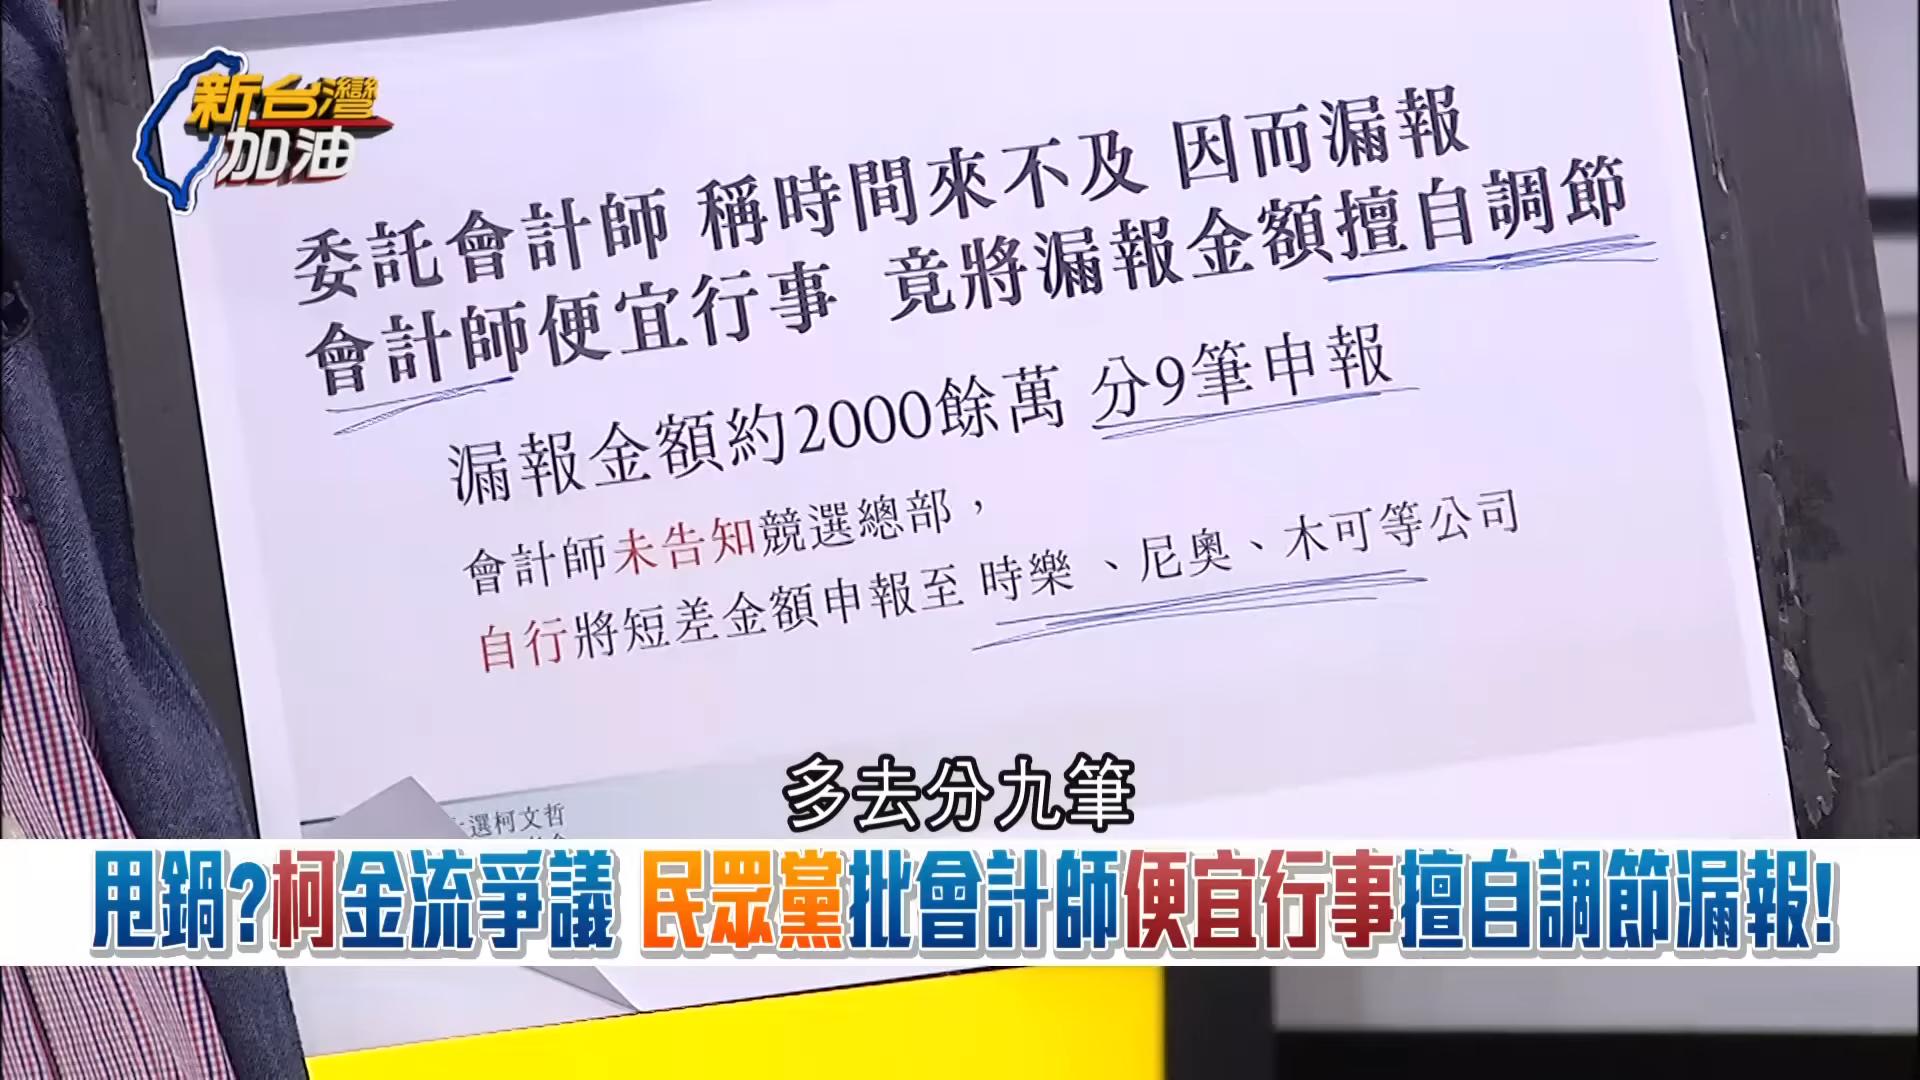 新台灣
加油
委託會計師 稱時間來不及 因而漏報
會計師便宜行事 竟將漏報金額擅自調節
漏報金額約2000餘萬 分9筆申報
會計師未告知競選總部，
自行將短差金額申報至 時樂、尼奧、木可等公司
選柯文哲
多去分九筆
甩鍋?柯金流爭議 民眾黨批會計師便宜行事擅自調節漏報!